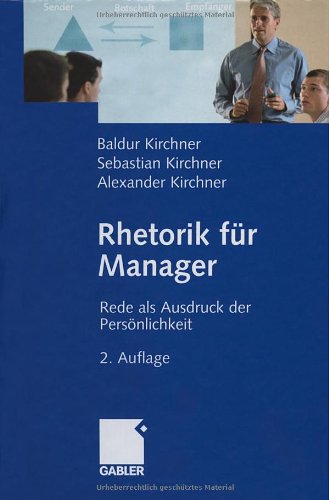 Urheberrechtlich geschütztes Material
Sender Botschaft Empfänger
Baldur Kirchner
Sebastian Kirchner
Alexander Kirchner
Rhetorik für
Manager
Rede als Ausdruck der
Persönlichkeit
2. Auflage
GABLER
Urheberrechtlich geschütztes Material